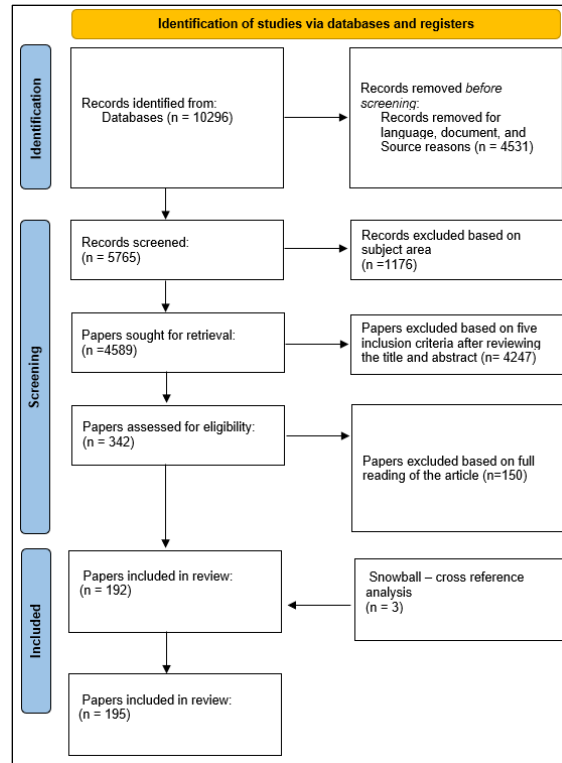 Identification of studies via databases and registers
Identification
Records identified from:
Databases (n = 10296)
Records removed before
screening:
Records removed for
language, document, and
Source reasons (n = 4531)
Screening
Records screened:
(n = 5765)
Records excluded based on
subject area
(n =1176)
Papers sought for retrieval:
(n =4589)
Papers excluded based on five
inclusion criteria after reviewing
the title and abstract (n= 4247)
Papers assessed for eligibility:
(n = 342)
Papers excluded based on full
reading of the article (n=150)
Included
Papers included in review:
(n = 192)
Snowball – cross reference
analysis
(n = 3)
Papers included in review:
(n = 195)